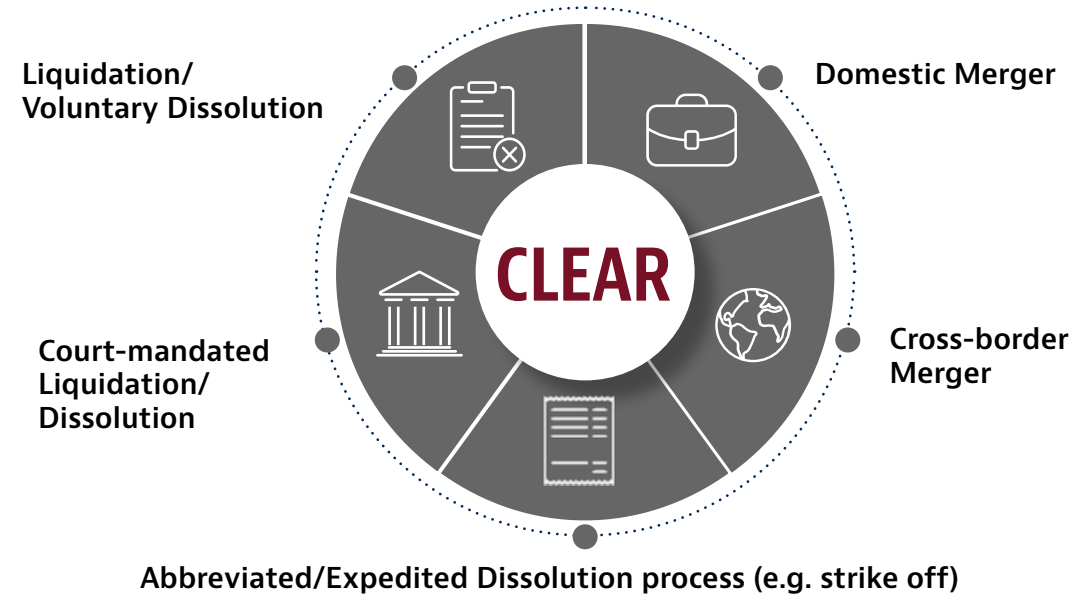 Liquidation/
Voluntary Dissolution
Domestic Merger
CLEAR
Court-mandated
Liquidation/
Dissolution
Cross-border
Merger
Abbreviated/Expedited Dissolution process (e.g. strike off)